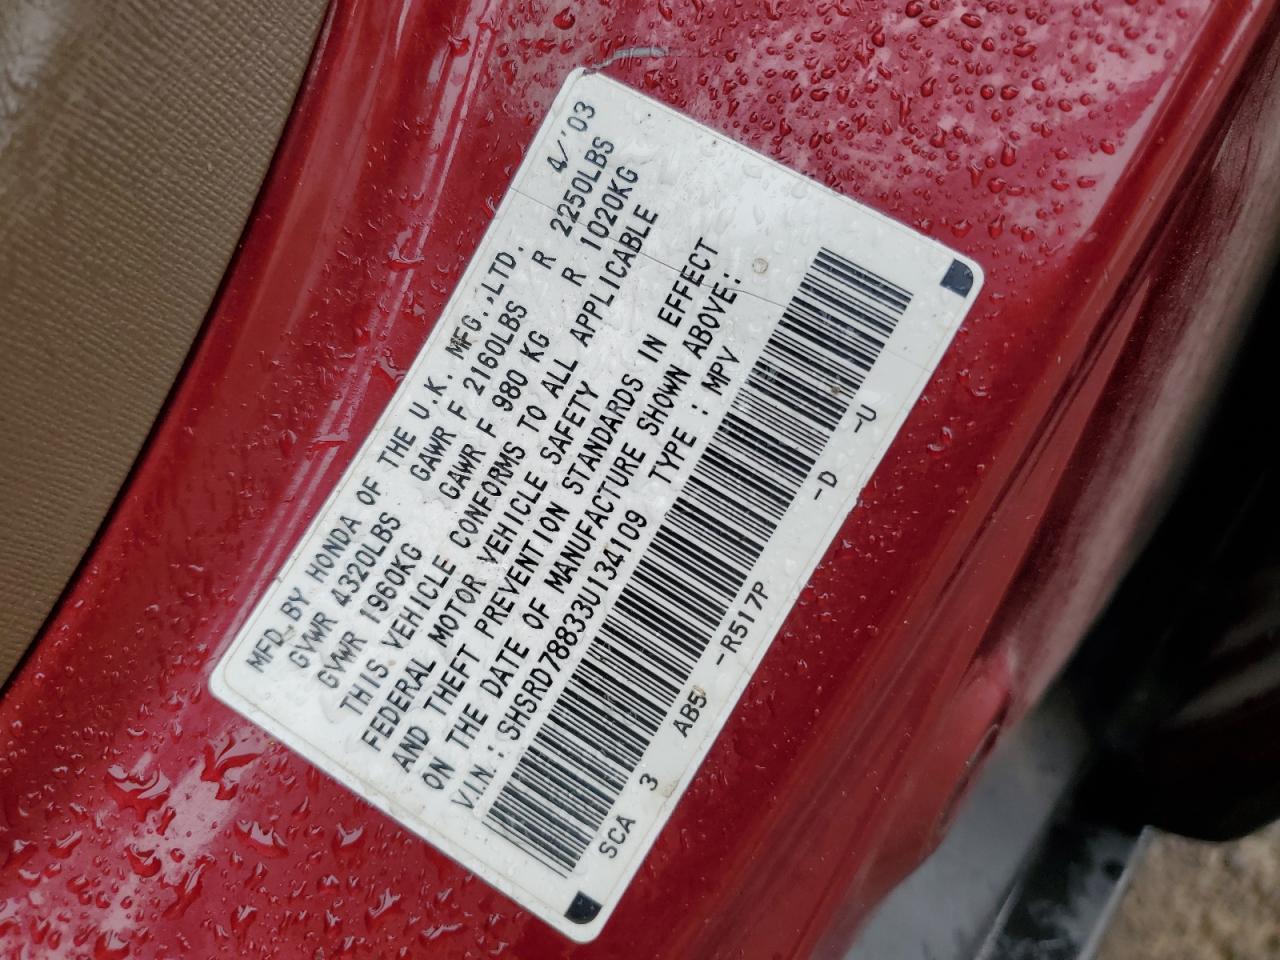 MFD. BY HONDA OF THE U.K. MFG.,LTD. 4/'03
GVWR 4320LBS GAWR F 2160LBS R 2250LBS
GVWR 1960KG GAWR F 980 KG R 1020KG
THIS VEHICLE CONFORMS TO ALL APPLICABLE
FEDERAL MOTOR VEHICLE SAFETY
AND THEFT PREVENTION STANDARDS IN EFFECT
ON THE DATE OF MANUFACTURE SHOWN ABOVE:
V.I.N.: SHSRD78833U134109 TYPE : MPV
SCA 3 AB5 -R517P -D -U